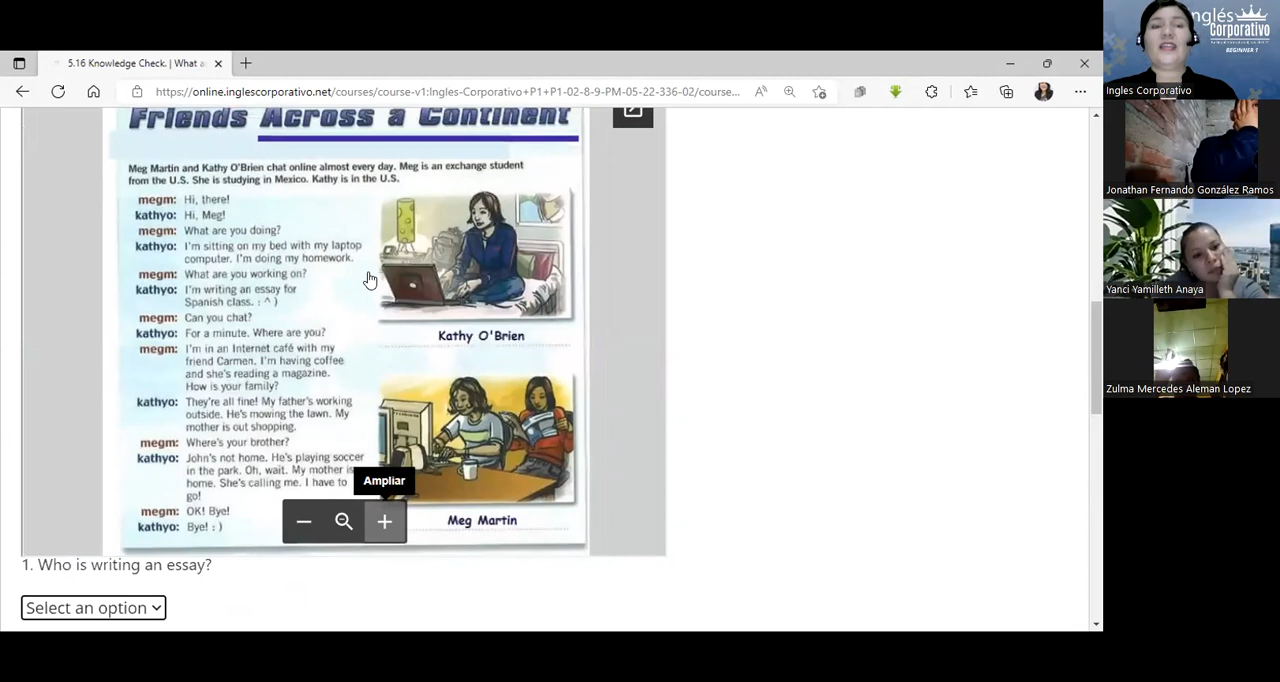 5.16 Knowledge Check. | What a
https://online.inglescorporativo.net/courses/course-v1:Ingles-Corporativo+P1+P1-02-8-9-PM-05-22-336-02/course...
Friends Across a Continent
Meg Martin and Kathy O'Brien chat online almost every day. Meg is an exchange student
from the U.S. She is studying in Mexico. Kathy is in the U.S.
megm: Hi, there!
kathyo: Hi, Meg!
megm: What are you doing?
kathyo: I'm sitting on my bed with my laptop
computer. I'm doing my homework.
megm: What are you working on?
kathyo: I'm writing an essay for
Spanish class. : ^ )
megm: Can you chat?
kathyo: For a minute. Where are you?
megm: I'm in an Internet café with my
friend Carmen. I'm having coffee
and she's reading a magazine.
How is your family?
kathyo: They're all fine! My father's working
outside. He's mowing the lawn. My
mother is out shopping.
megm: Where's your brother?
kathyo: John's not home. He's playing soccer
in the park. Oh, wait. My mother is
home. She's calling me. I have to
go!
megm: OK! Bye!
kathyo: Bye! : )
Kathy O'Brien
Meg Martin
Ampliar
1. Who is writing an essay?
Select an option
Inglés
Corporativo
BEGINNER 1
Ingles Corporativo
Jonathan Fernando González Ramos
Yanci Yamilleth Anaya
Zulma Mercedes Aleman Lopez